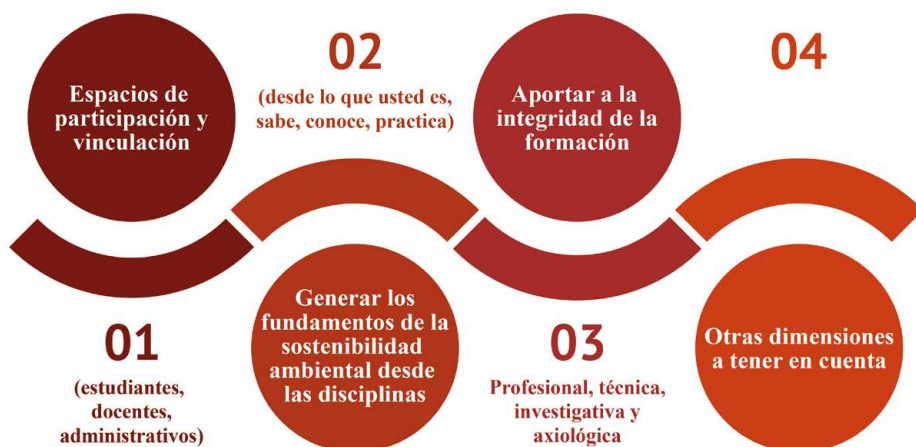 Espacios de
participación y
vinculación
01
(estudiantes,
docentes,
administrativos)
02
(desde lo que usted es,
sabe, conoce, practica)
Generar los
fundamentos de la
sostenibilidad
ambiental desde
las disciplinas
Aportar a la
integridad de la
formación
03
Profesional, técnica,
investigativa y
axiológica
04
Otras dimensiones
a tener en cuenta